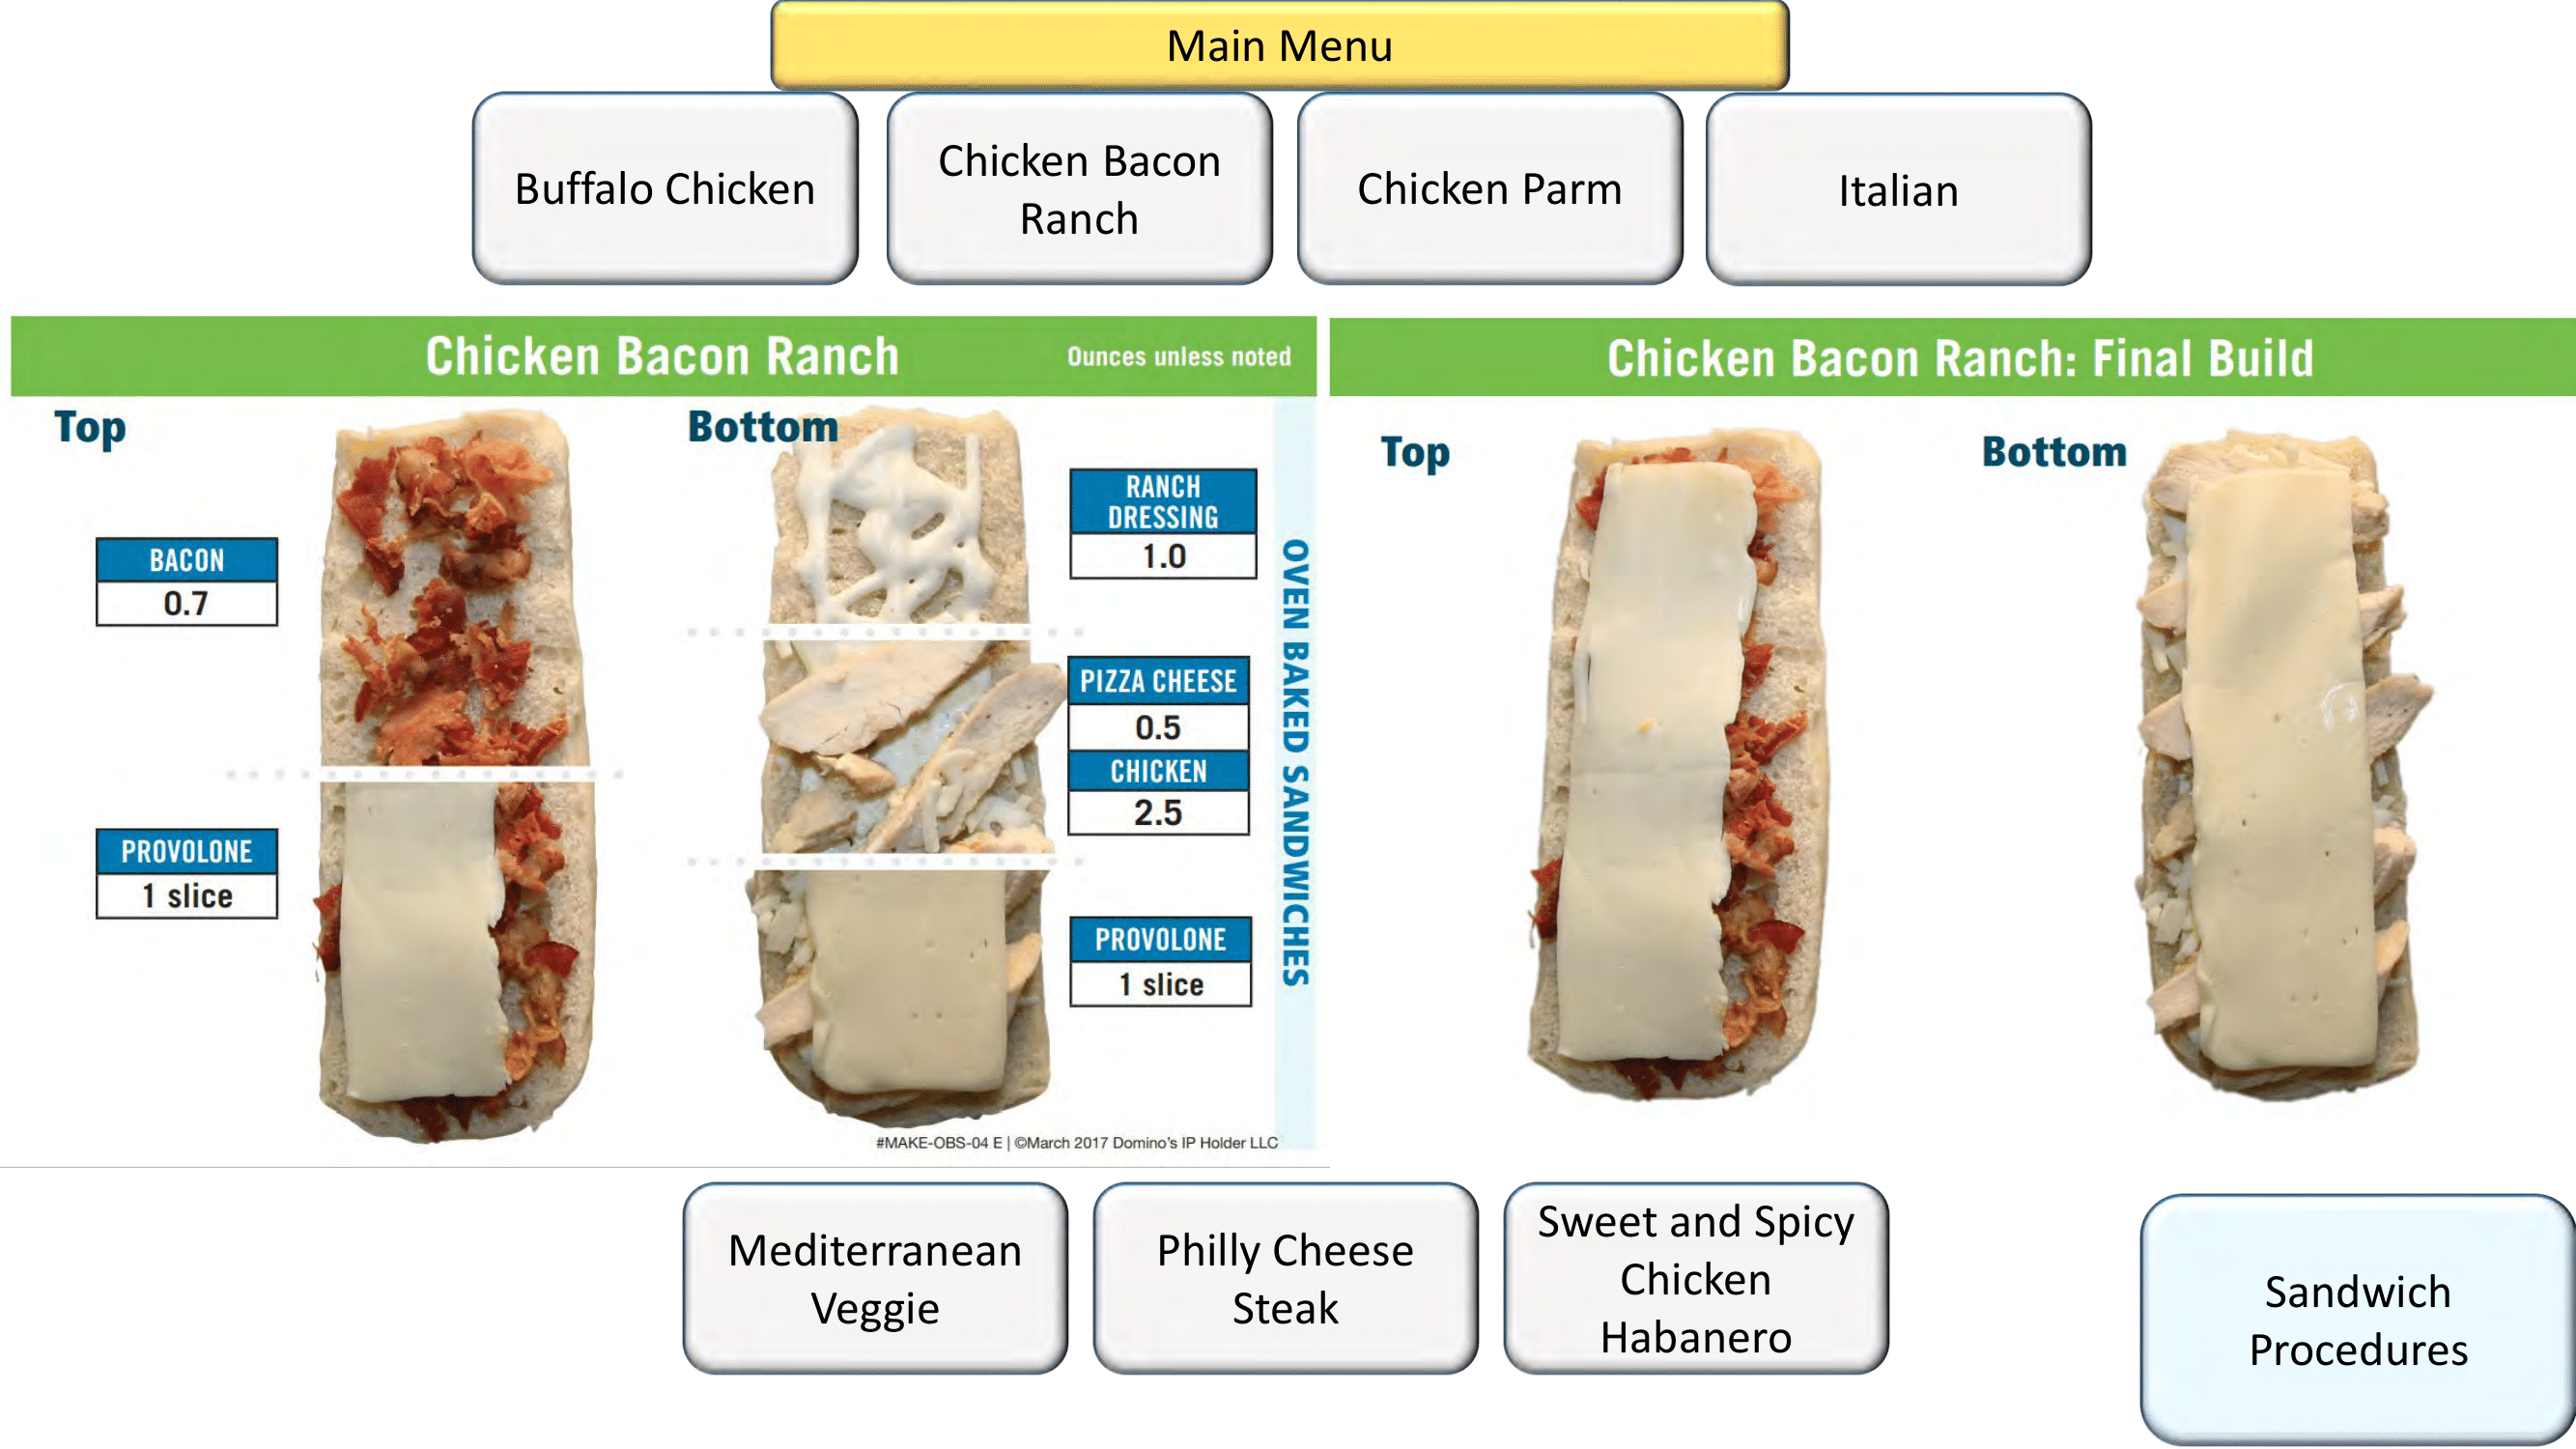 Main Menu
Buffalo Chicken
Chicken Bacon
Ranch
Chicken Parm
Italian
Chicken Bacon Ranch
Ounces unless noted
Top
BACON
0.7
PROVOLONE
1 slice
Bottom
RANCH
DRESSING
1.0
PIZZA CHEESE
0.5
CHICKEN
2.5
PROVOLONE
1 slice
OVEN BAKED SANDWICHES
#MAKE-OBS-04 E | ©March 2017 Domino's IP Holder LLC
Chicken Bacon Ranch: Final Build
Top
Bottom
Mediterranean
Veggie
Philly Cheese
Steak
Sweet and Spicy
Chicken
Habanero
Sandwich
Procedures